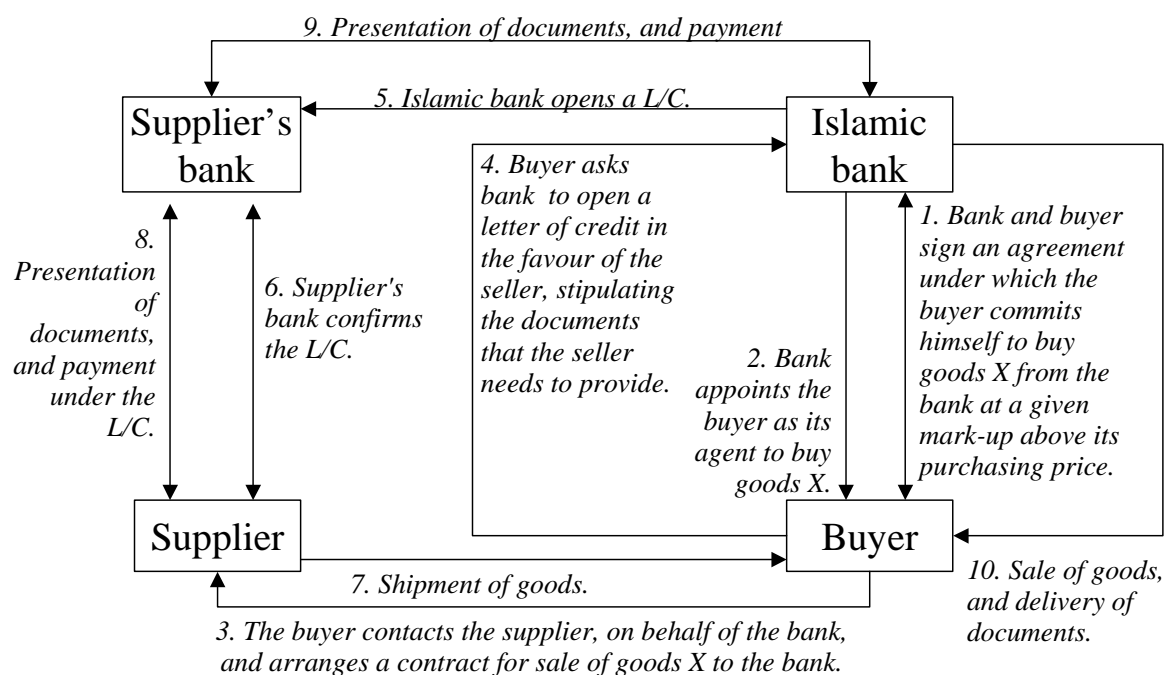 9. Presentation of documents, and payment
5. Islamic bank opens a L/C.
Supplier's
bank
Islamic
bank
4. Buyer asks
bank to open a
letter of credit in
the favour of the
seller, stipulating
the documents
that the seller
needs to provide.
1. Bank and buyer
sign an agreement
under which the
buyer commits
himself to buy
goods X from the
bank at a given
mark-up above its
purchasing price.
8.
Presentation
of
documents,
and payment
under the
L/C.
6. Supplier's
bank confirms
the L/C.
2. Bank
appoints the
buyer as its
agent to buy
goods X.
Supplier
Buyer
7. Shipment of goods.
10. Sale of goods,
and delivery of
documents.
3. The buyer contacts the supplier, on behalf of the bank,
and arranges a contract for sale of goods X to the bank.